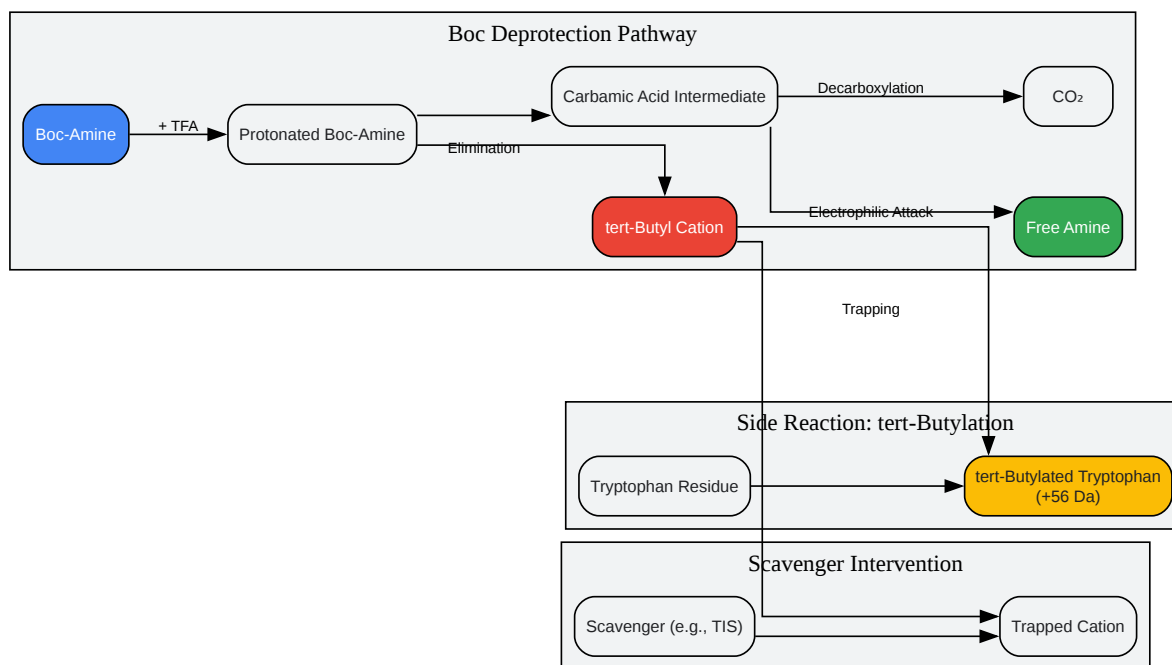 Boc Deprotection Pathway
Boc-Amine
+ TFA
Protonated Boc-Amine
Elimination
Carbamic Acid Intermediate
Decarboxylation
CO₂
tert-Butyl Cation
Electrophilic Attack
Free Amine
Trapping
Side Reaction: tert-Butylation
Tryptophan Residue
tert-Butylated Tryptophan
(+56 Da)
Scavenger Intervention
Scavenger (e.g., TIS)
Trapped Cation